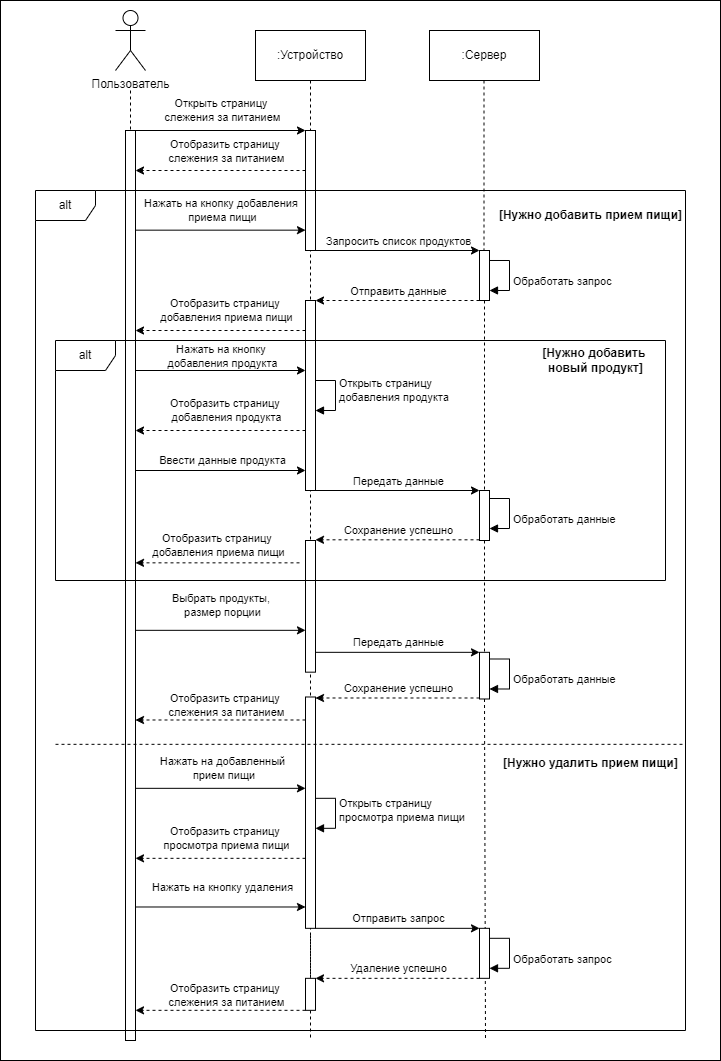 :Устройство
:Сервер
Пользователь
Открыть страницу
слежения за питанием
Отобразить страницу
слежения за питанием
alt
Нажать на кнопку добавления
приема пищи
[Нужно добавить прием пищи]
Запросить список продуктов
Обработать запрос
Отправить данные
Отобразить страницу
добавления приема пищи
alt
Нажать на кнопку
добавления продукта
[Нужно добавить
новый продукт]
Открыть страницу
добавления продукта
Отобразить страницу
добавления продукта
Ввести данные продукта
Передать данные
Обработать данные
Сохранение успешно
Отобразить страницу
добавления приема пищи
Выбрать продукты,
размер порции
Передать данные
Обработать данные
Сохранение успешно
Отобразить страницу
слежения за питанием
[Нужно удалить прием пищи]
Нажать на добавленный
прием пищи
Открыть страницу
просмотра приема пищи
Отобразить страницу
просмотра приема пищи
Нажать на кнопку удаления
Отправить запрос
Обработать запрос
Удаление успешно
Отобразить страницу
слежения за питанием